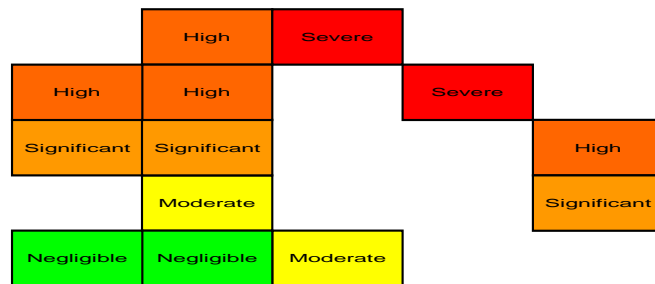 High Severe
High High Severe
Significant Significant High
Moderate Significant
Negligible Negligible Moderate